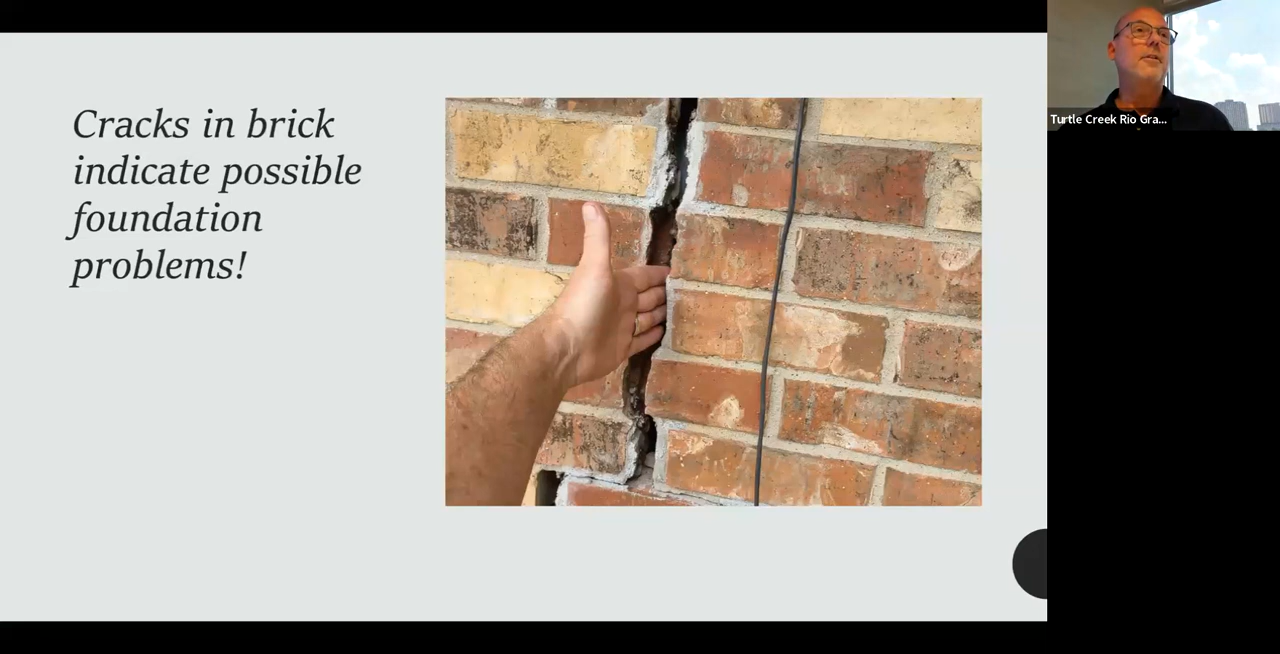 Cracks in brick
indicate possible
foundation
problems!
Turtle Creek Rio Gra...